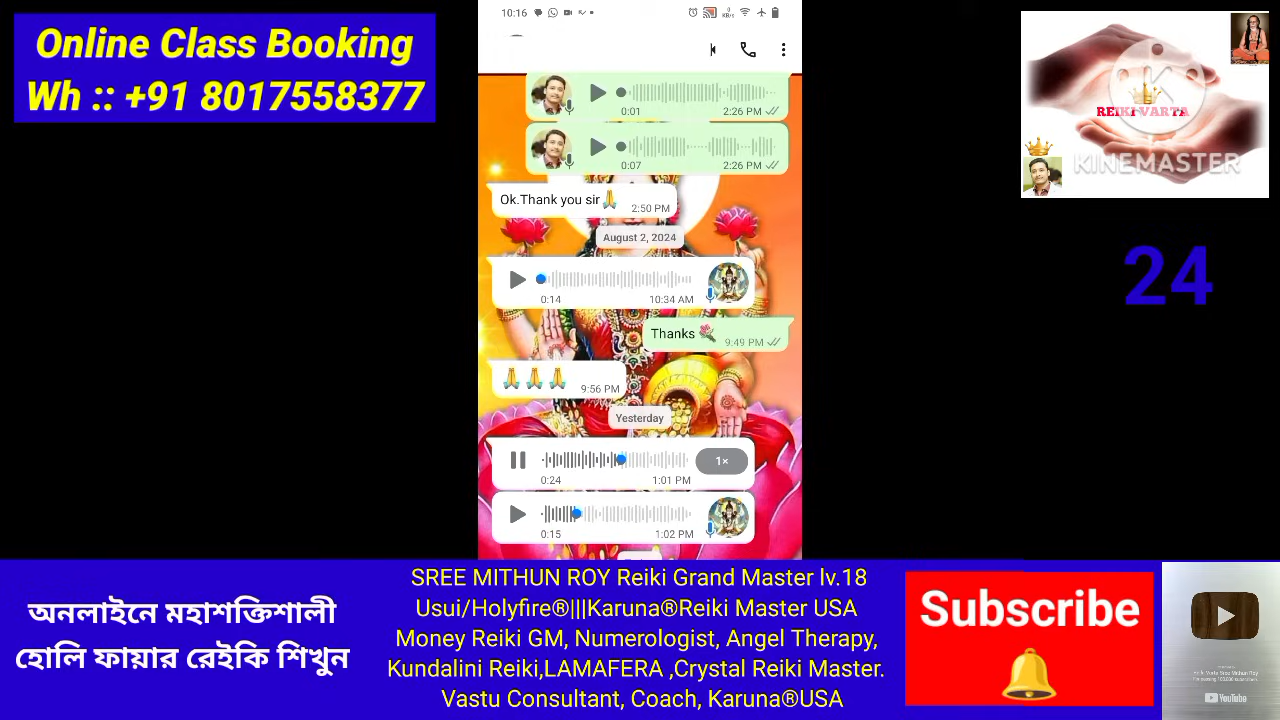 Online Class Booking
Wh :: +91 8017558377
10:16
0:01 2:26 PM
0:07 2:26 PM
Ok.Thank you sir🙏 2:50 PM
August 2, 2024
0:14 10:34 AM
Thanks 🌹 9:49 PM
🙏🙏🙏 9:56 PM
Yesterday
1×
0:24 1:01 PM
0:15 1:02 PM
REIKI VARTA
KINEMASTER
24
অনলাইনে মহাশক্তিশালী
হোলি ফায়ার রেইকি শিখুন
SREE MITHUN ROY Reiki Grand Master lv.18
Usui/Holyfire®|||Karuna®Reiki Master USA
Money Reiki GM, Numerologist, Angel Therapy,
Kundalini Reiki,LAMAFERA ,Crystal Reiki Master.
Vastu Consultant, Coach, Karuna®USA
Subscribe
YouTube